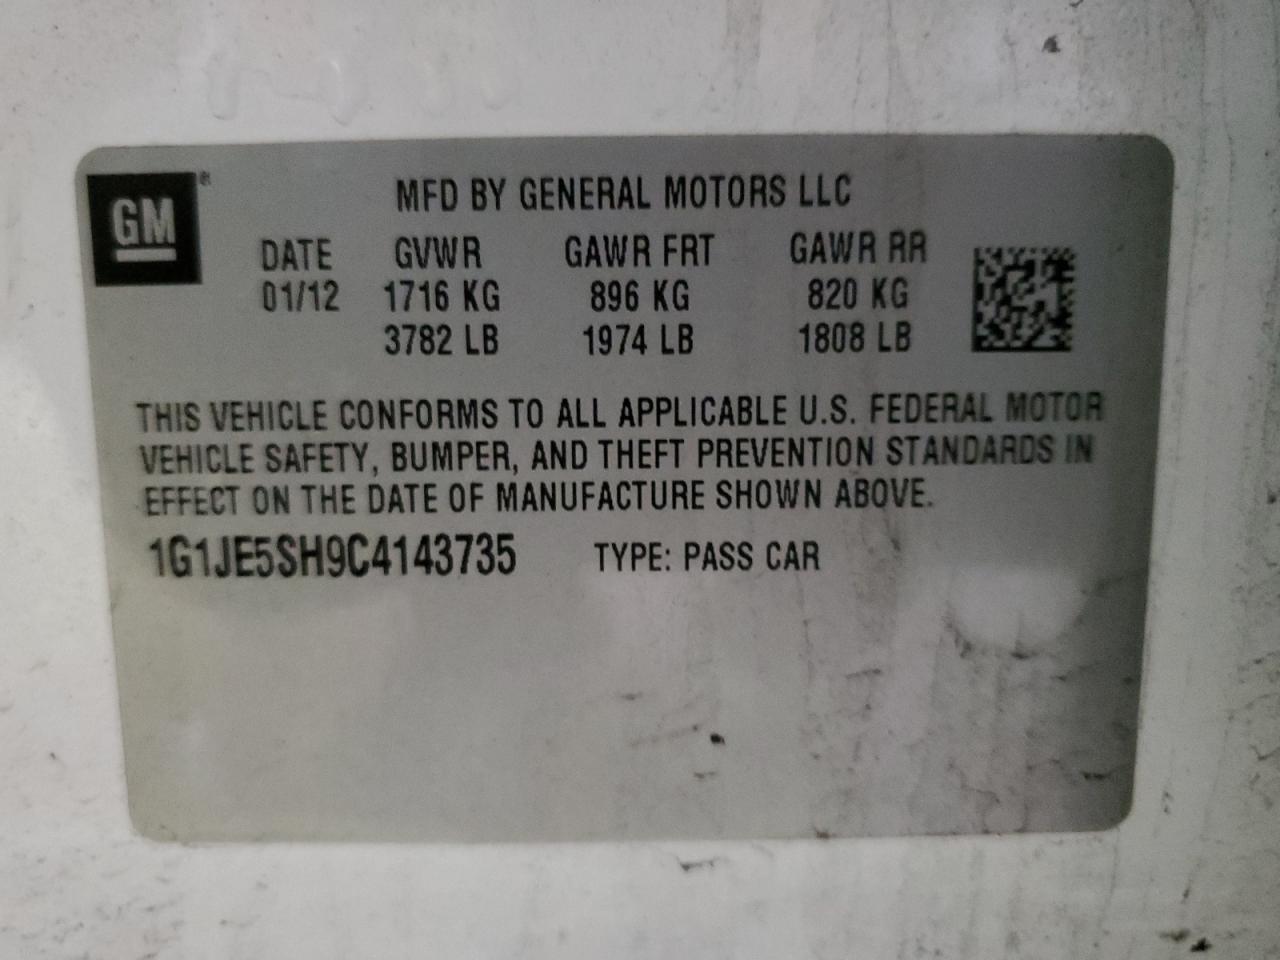 GM
MFD BY GENERAL MOTORS LLC
DATE GVWR GAWR FRT GAWR RR
01/12 1716 KG 896 KG 820 KG
3782 LB 1974 LB 1808 LB
THIS VEHICLE CONFORMS TO ALL APPLICABLE U.S. FEDERAL MOTOR
VEHICLE SAFETY, BUMPER, AND THEFT PREVENTION STANDARDS IN
EFFECT ON THE DATE OF MANUFACTURE SHOWN ABOVE.
1G1JE5SH9C4143735 TYPE: PASS CAR